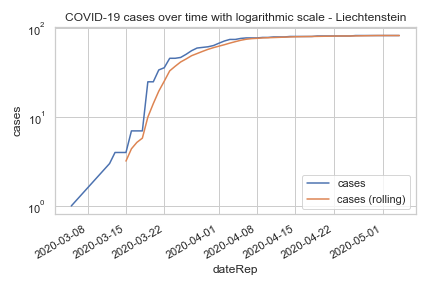 COVID-19 cases over time with logarithmic scale - Liechtenstein
10²
10¹
10⁰
cases
cases
cases (rolling)
2020-03-08
2020-03-15
2020-03-22
2020-04-01
2020-04-08
2020-04-15
2020-04-22
2020-05-01
dateRep